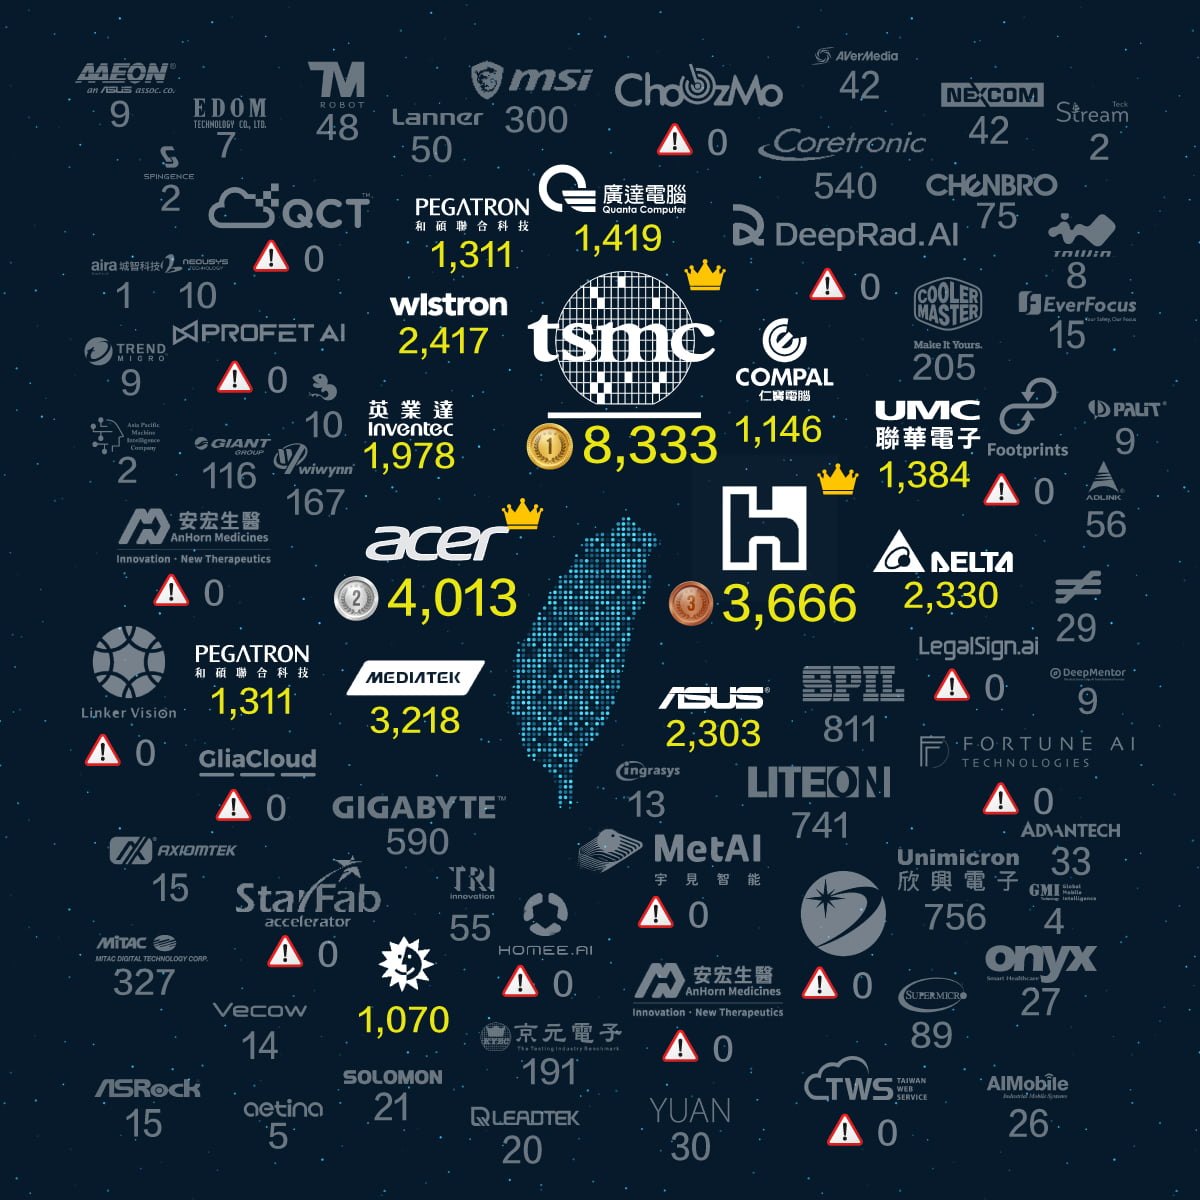 AAEON®
an ASUS assoc. co.
9
EDOM
TECHNOLOGY CO., LTD.
7
TM
ROBOT
48
Lanner
50
msi
300
ChoozMo
0
AVerMedia
42
NEXCOM
42
Stream
Teck
2
Coretronic
540
CHENBRO
75
SPINGENCE
2
QCT™
0
PEGATRON
和碩聯合科技
1,311
廣達電腦
Quanta Computer
1,419
DeepRad.AI
0
InWin
8
aira 城智科技
1
NEOUSYS
TECHNOLOGY
10
wistron
2,417
tsmc
1
8,333
COMPAL
仁寶電腦
1,146
COOLER
MASTER
Make It Yours.
205
EverFocus
Your Safety, Our Focus
15
TREND
MICRO
9
PROFET AI
0
10
英業達
Inventec
1,978
UMC
聯華電子
1,384
Footprints
0
PALIT®
9
Asia Pacific
Machine
Intelligence
Company
2
GIANT
GROUP
116
wiwynn
167
ADLINK
56
安宏生醫
AnHorn Medicines
Innovation · New Therapeutics
0
acer
2
4,013
H
3
3,666
DELTA
2,330
29
LegalSign.ai
0
DeepMentor
9
Linker Vision
0
PEGATRON
和碩聯合科技
1,311
MEDIATEK
3,218
ASUS®
2,303
SPIL
811
FORTUNE AI
TECHNOLOGIES
0
GliaCloud
0
GIGABYTE™
590
ingrasys
13
LITEON
741
ADVANTECH
33
AXIOMTEK
15
StarFab
accelerator
0
TRI
innovation
55
MetAI
宇見智能
0
Unimicron
欣興電子
756
GMI
Technology
Global
Mobile
Intelligence
4
HOMEE.AI
0
0
MiTAC
MITAC DIGITAL TECHNOLOGY CORP.
327
1,070
安宏生醫
AnHorn Medicines
Innovation · New Therapeutics
0
SUPERMICRO
89
onyx
Smart Healthcare
27
Vecow
14
KYEC
京元電子
The Testing Industry Benchmark
191
ASRock
15
aetina
5
SOLOMON
21
LEADTEK
20
YUAN
30
TWS
TAIWAN
WEB
SERVICE
0
AIMobile
Industrial Mobile Systems
26